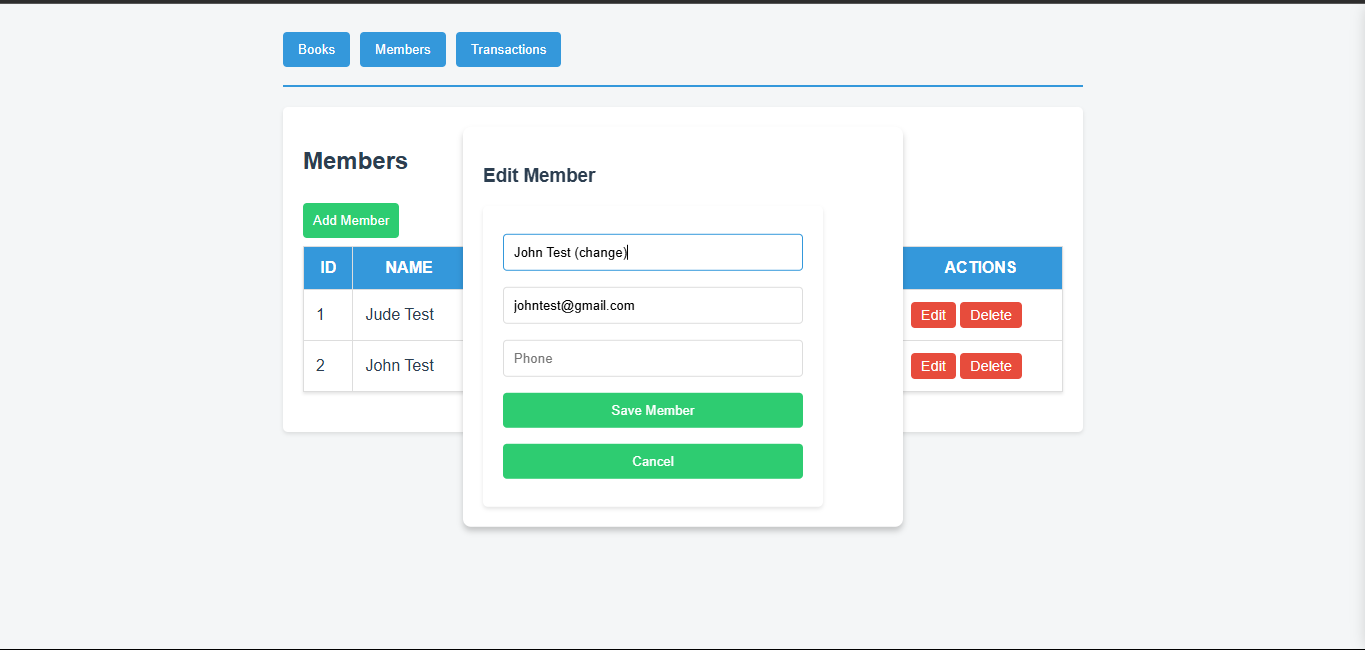 Books Members Transactions
Members
Add Member
Edit Member
John Test (change)
johntest@gmail.com
Phone
Save Member
Cancel
ID NAME ACTIONS
1 Jude Test Edit Delete
2 John Test Edit Delete